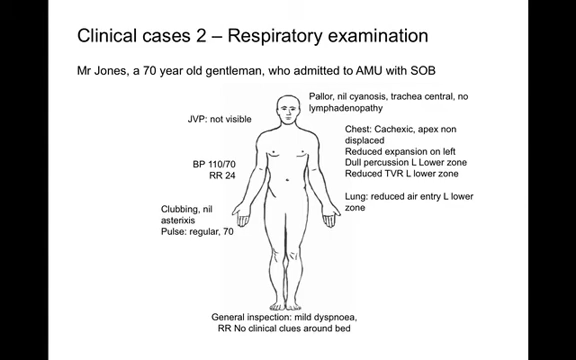 Clinical cases 2 – Respiratory examination
Mr Jones, a 70 year old gentleman, who admitted to AMU with SOB
Pallor, nil cyanosis, trachea central, no
lymphadenopathy
JVP: not visible
Chest: Cachexic, apex non
displaced
Reduced expansion on left
Dull percussion L Lower zone
Reduced TVR L lower zone
BP 110/70
RR 24
Lung: reduced air entry L lower
zone
Clubbing, nil
asterixis
Pulse: regular, 70
General inspection: mild dyspnoea,
RR No clinical clues around bed